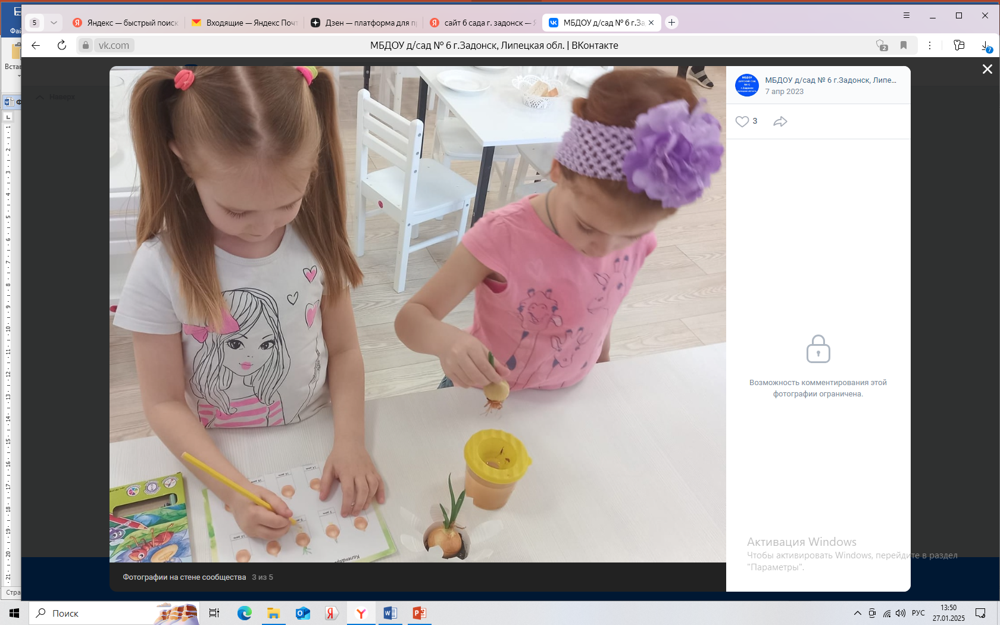 Фай
5
Яндекс — быстрый поиск
Входящие — Яндекс Почт
Дзен — платформа для п
сайт 6 сада г. задонск — Я
МБДОУ д/сад № 6 г.За
vk.com
МБДОУ д/сад № 6 г.Задонск, Липецкая обл. | ВКонтакте
2
7
Встав
Наверх
МБДОУ д/сад № 6 г.Задонск, Липе...
7 апр 2023
3
Возможность комментирования этой
фотографии ограничена.
Календарь
Активация Windows
Чтобы активировать Windows, перейдите в раздел
"Параметры".
Фотографии на стене сообщества 3 из 5
Стра
Поиск
РУС
13:50
27.01.2025